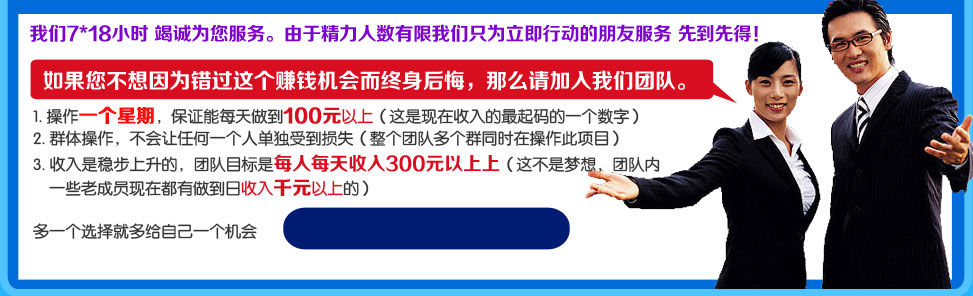 我们7*18小时 竭诚为您服务。由于精力人数有限我们只为立即行动的朋友服务 先到先得！
如果您不想因为错过这个赚钱机会而终身后悔，那么请加入我们团队。
1. 操作一个星期，保证能每天做到100元以上（这是现在收入的最起码的一个数字）
2. 群体操作，不会让任何一个人单独受到损失（整个团队多个群同时在操作此项目）
3. 收入是稳步上升的，团队目标是每人每天收入300元以上上（这不是梦想，团队内
一些老成员现在都有做到日收入千元以上的）
多一个选择就多给自己一个机会